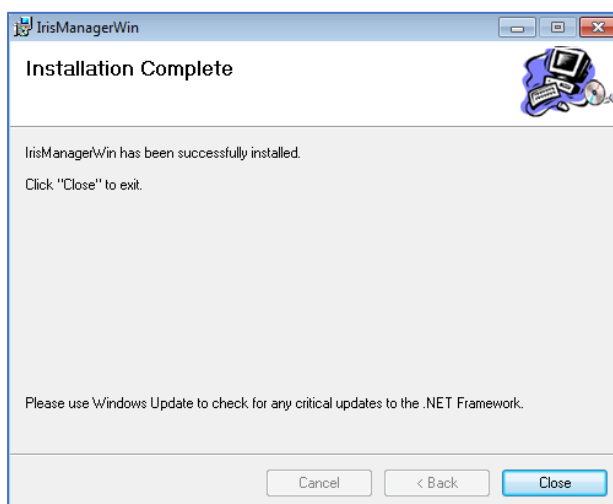 IrisManagerWin
Installation Complete
IrisManagerWin has been successfully installed.
Click "Close" to exit.
Please use Windows Update to check for any critical updates to the .NET Framework.
Cancel
< Back
Close